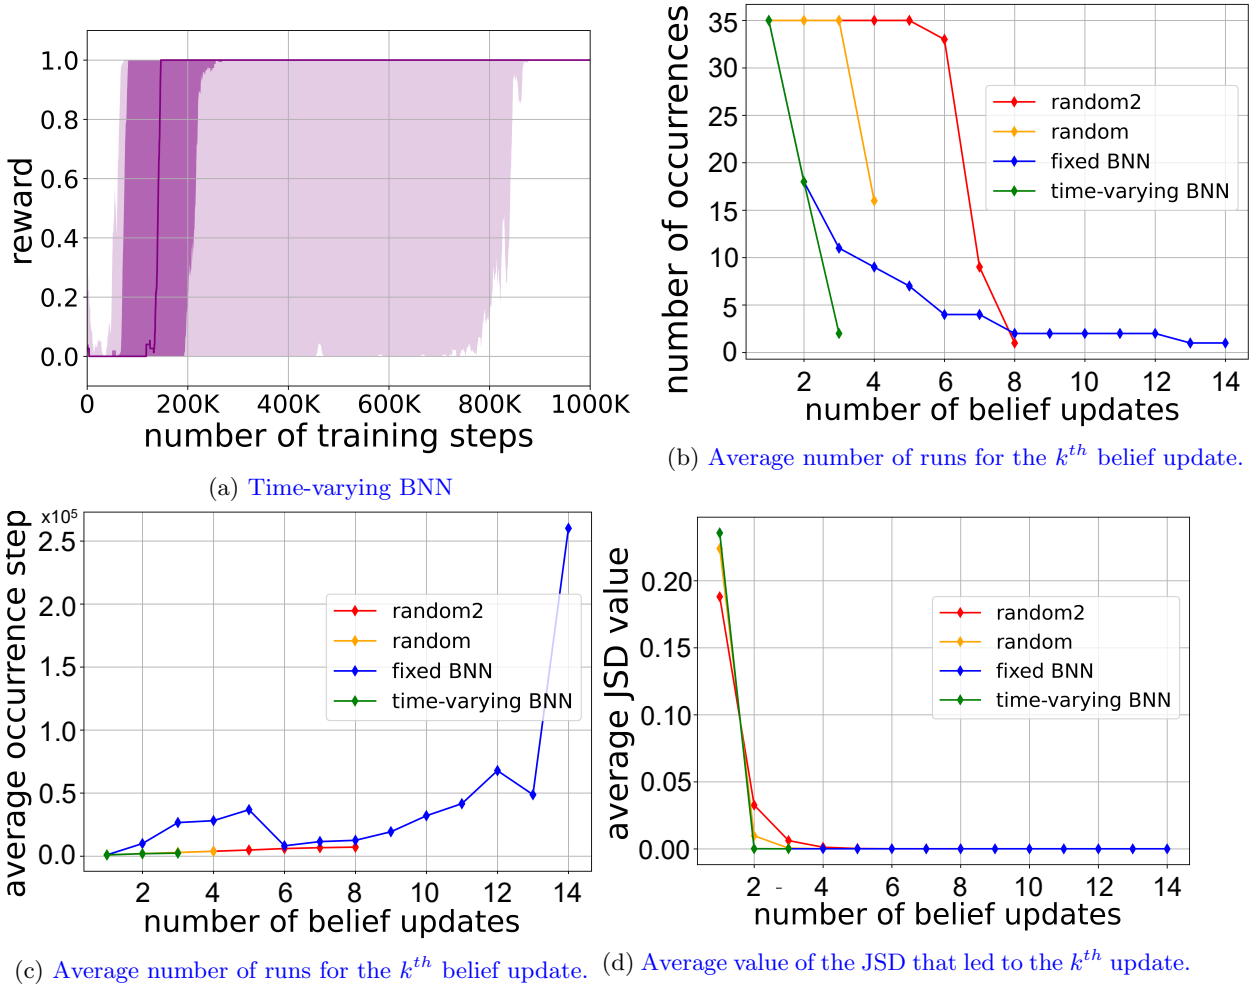 reward
1.0
0.8
0.6
0.4
0.2
0.0
0
200K
400K
600K
800K
1000K
number of training steps
(a) Time-varying BNN
number of occurrences
35
30
25
20
15
10
5
0
random2
random
fixed BNN
time-varying BNN
2
4
6
8
10
12
14
number of belief updates
(b) Average number of runs for the k^th belief update.
average occurrence step
x10⁵
2.5
2.0
1.5
1.0
0.5
0.0
random2
random
fixed BNN
time-varying BNN
2
4
6
8
10
12
14
number of belief updates
(c) Average number of runs for the k^th belief update.
average JSD value
0.20
0.15
0.10
0.05
0.00
random2
random
fixed BNN
time-varying BNN
2
-
4
6
8
10
12
14
number of belief updates
(d) Average value of the JSD that led to the k^th update.